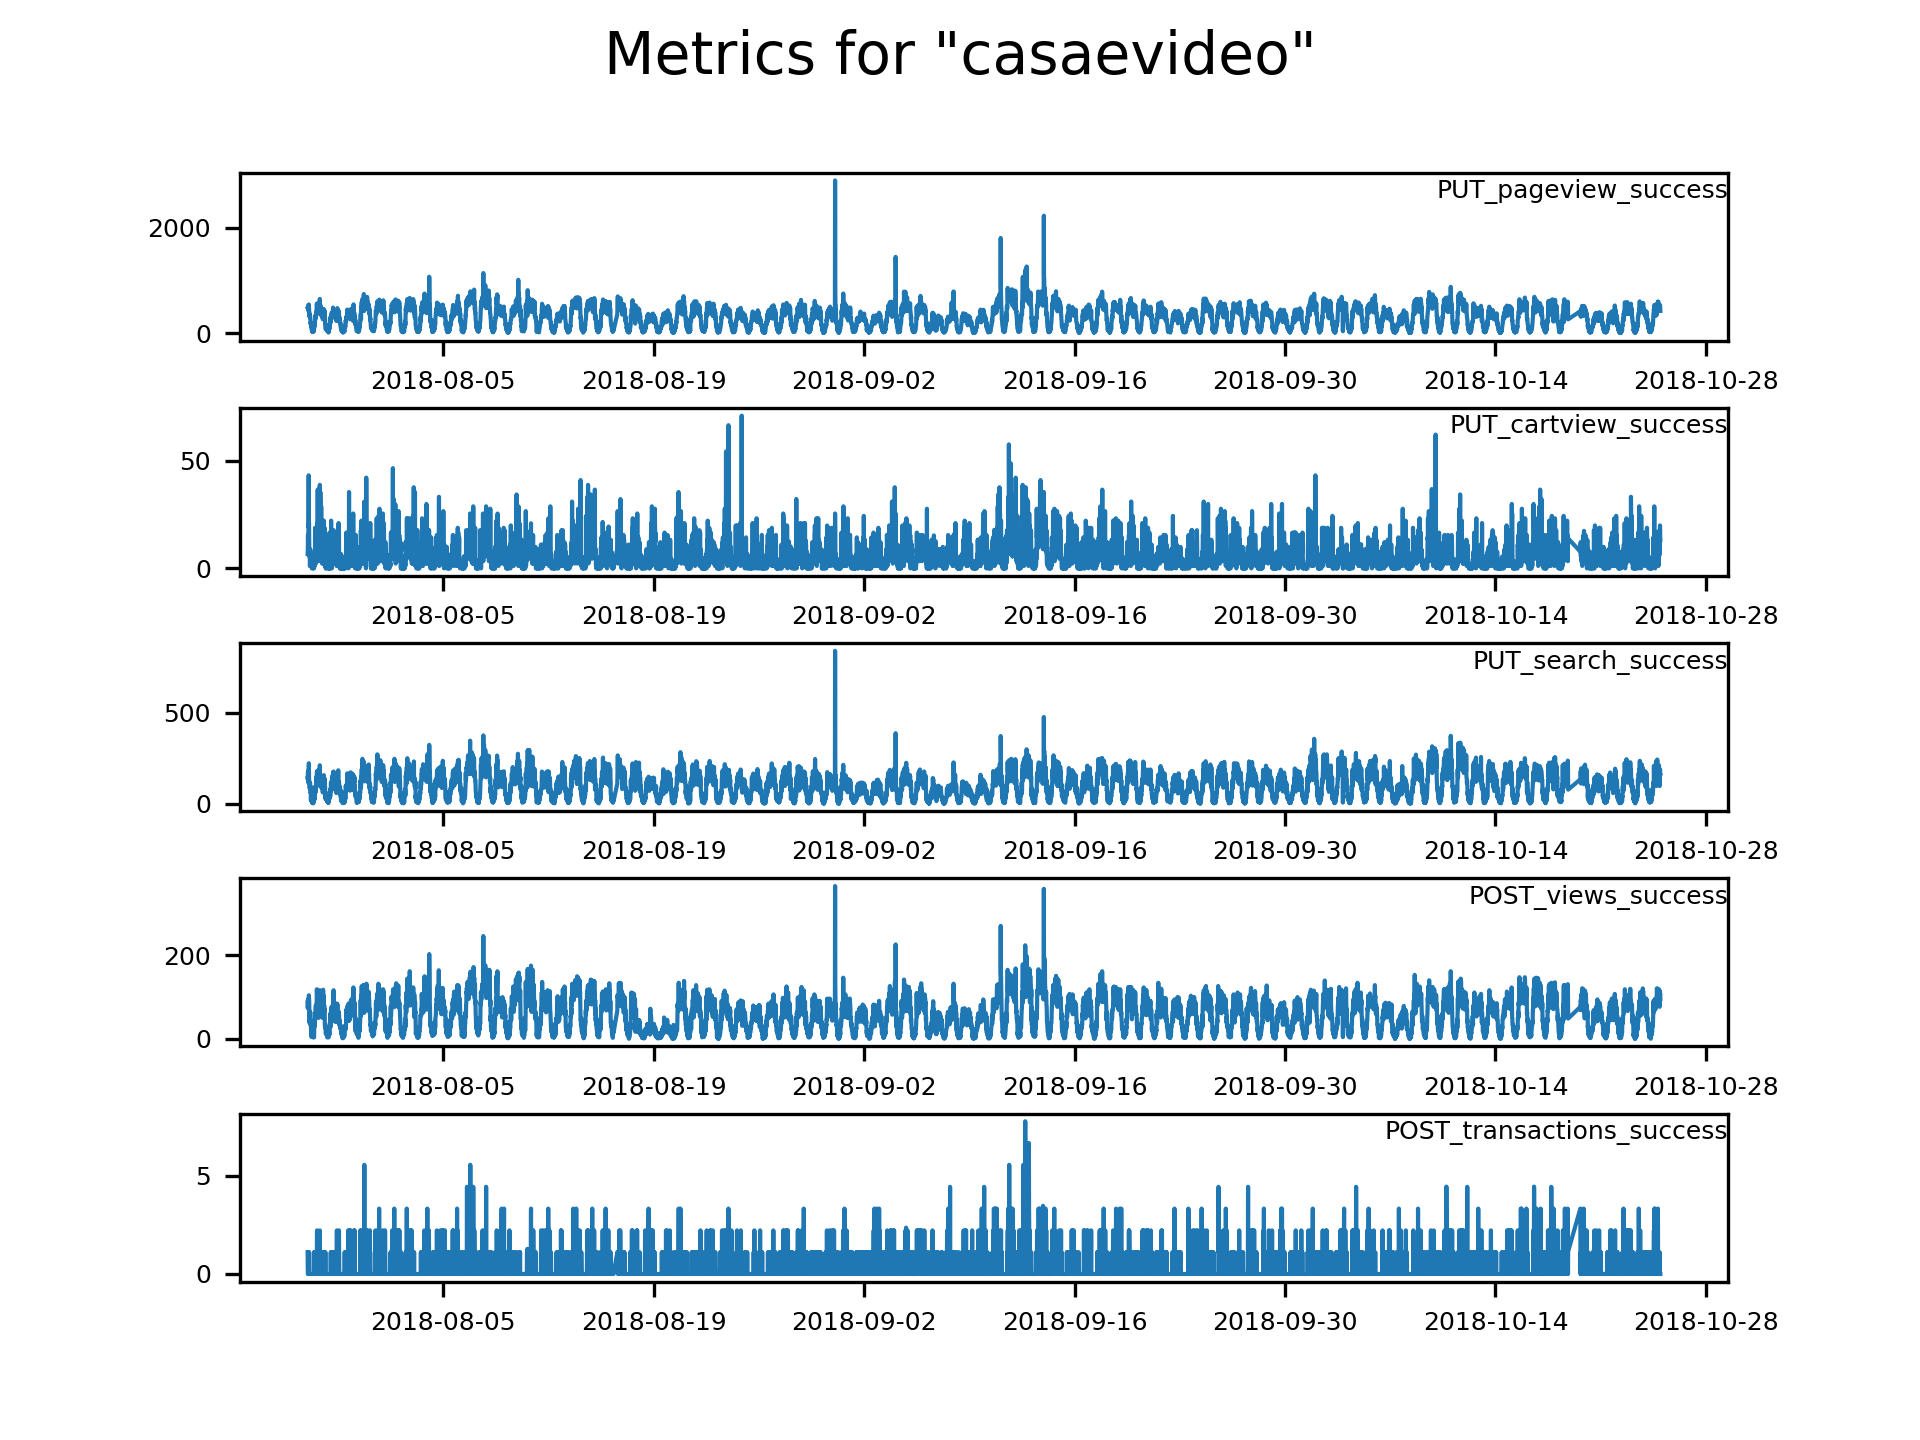 Metrics for "casaevideo"
PUT_pageview_success
2000
0
2018-08-05 2018-08-19 2018-09-02 2018-09-16 2018-09-30 2018-10-14 2018-10-28
PUT_cartview_success
50
0
2018-08-05 2018-08-19 2018-09-02 2018-09-16 2018-09-30 2018-10-14 2018-10-28
PUT_search_success
500
0
2018-08-05 2018-08-19 2018-09-02 2018-09-16 2018-09-30 2018-10-14 2018-10-28
POST_views_success
200
0
2018-08-05 2018-08-19 2018-09-02 2018-09-16 2018-09-30 2018-10-14 2018-10-28
POST_transactions_success
5
0
2018-08-05 2018-08-19 2018-09-02 2018-09-16 2018-09-30 2018-10-14 2018-10-28